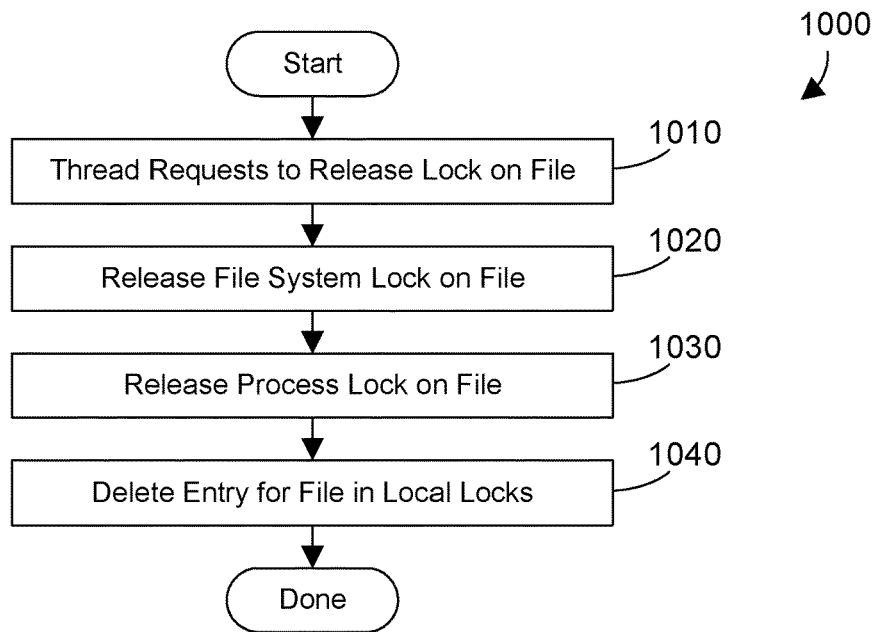 1000
Start
1010
Thread Requests to Release Lock on File
1020
Release File System Lock on File
1030
Release Process Lock on File
1040
Delete Entry for File in Local Locks
Done